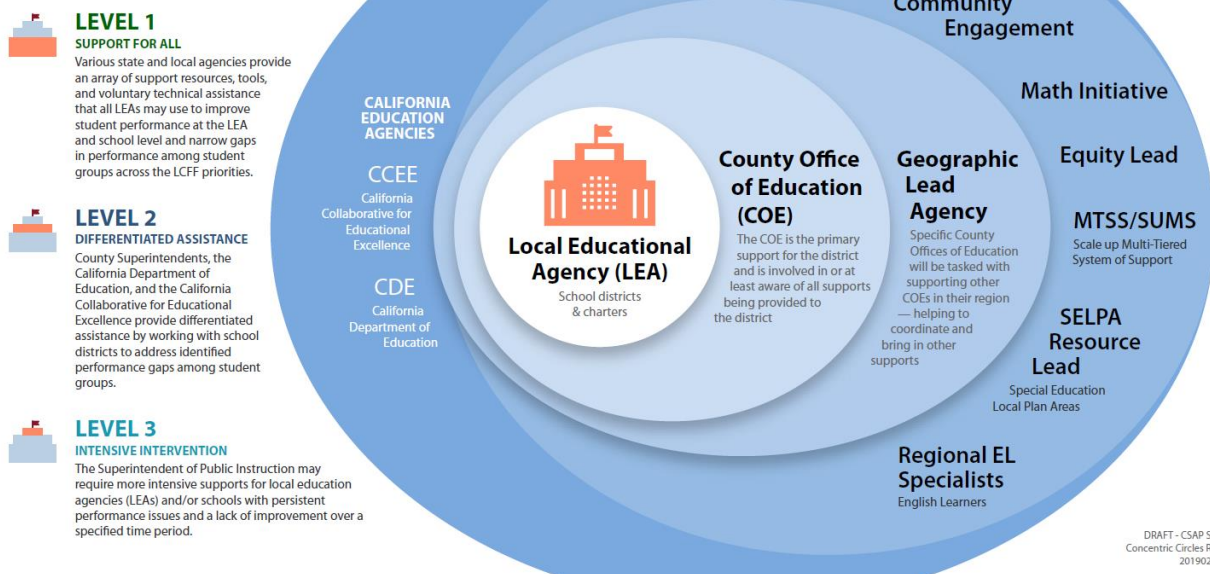 LEVEL 1
SUPPORT FOR ALL
Various state and local agencies provide
an array of support resources, tools,
and voluntary technical assistance
that all LEAs may use to improve
student performance at the LEA
and school level and narrow gaps
in performance among student
groups across the LCFF priorities.
LEVEL 2
DIFFERENTIATED ASSISTANCE
County Superintendents, the
California Department of
Education, and the California
Collaborative for Educational
Excellence provide differentiated
assistance by working with school
districts to address identified
performance gaps among student
groups.
LEVEL 3
INTENSIVE INTERVENTION
The Superintendent of Public Instruction may
require more intensive supports for local education
agencies (LEAs) and/or schools with persistent
performance issues and a lack of improvement over a
specified time period.
CALIFORNIA
EDUCATION
AGENCIES
CCEE
California
Collaborative for
Educational
Excellence
CDE
California
Department of
Education
Local Educational
Agency (LEA)
School districts
& charters
County Office
of Education
(COE)
The COE is the primary
support for the district
and is involved in or at
least aware of all supports
being provided to
the district
Geographic
Lead
Agency
Specific County
Offices of Education
will be tasked with
supporting other
COEs in their region
— helping to
coordinate and
bring in other
supports
Community
Engagement
Math Initiative
Equity Lead
MTSS/SUMS
Scale up Multi-Tiered
System of Support
SELPA
Resource
Lead
Special Education
Local Plan Areas
Regional EL
Specialists
English Learners
DRAFT - CSAP S
Concentric Circles R
201902